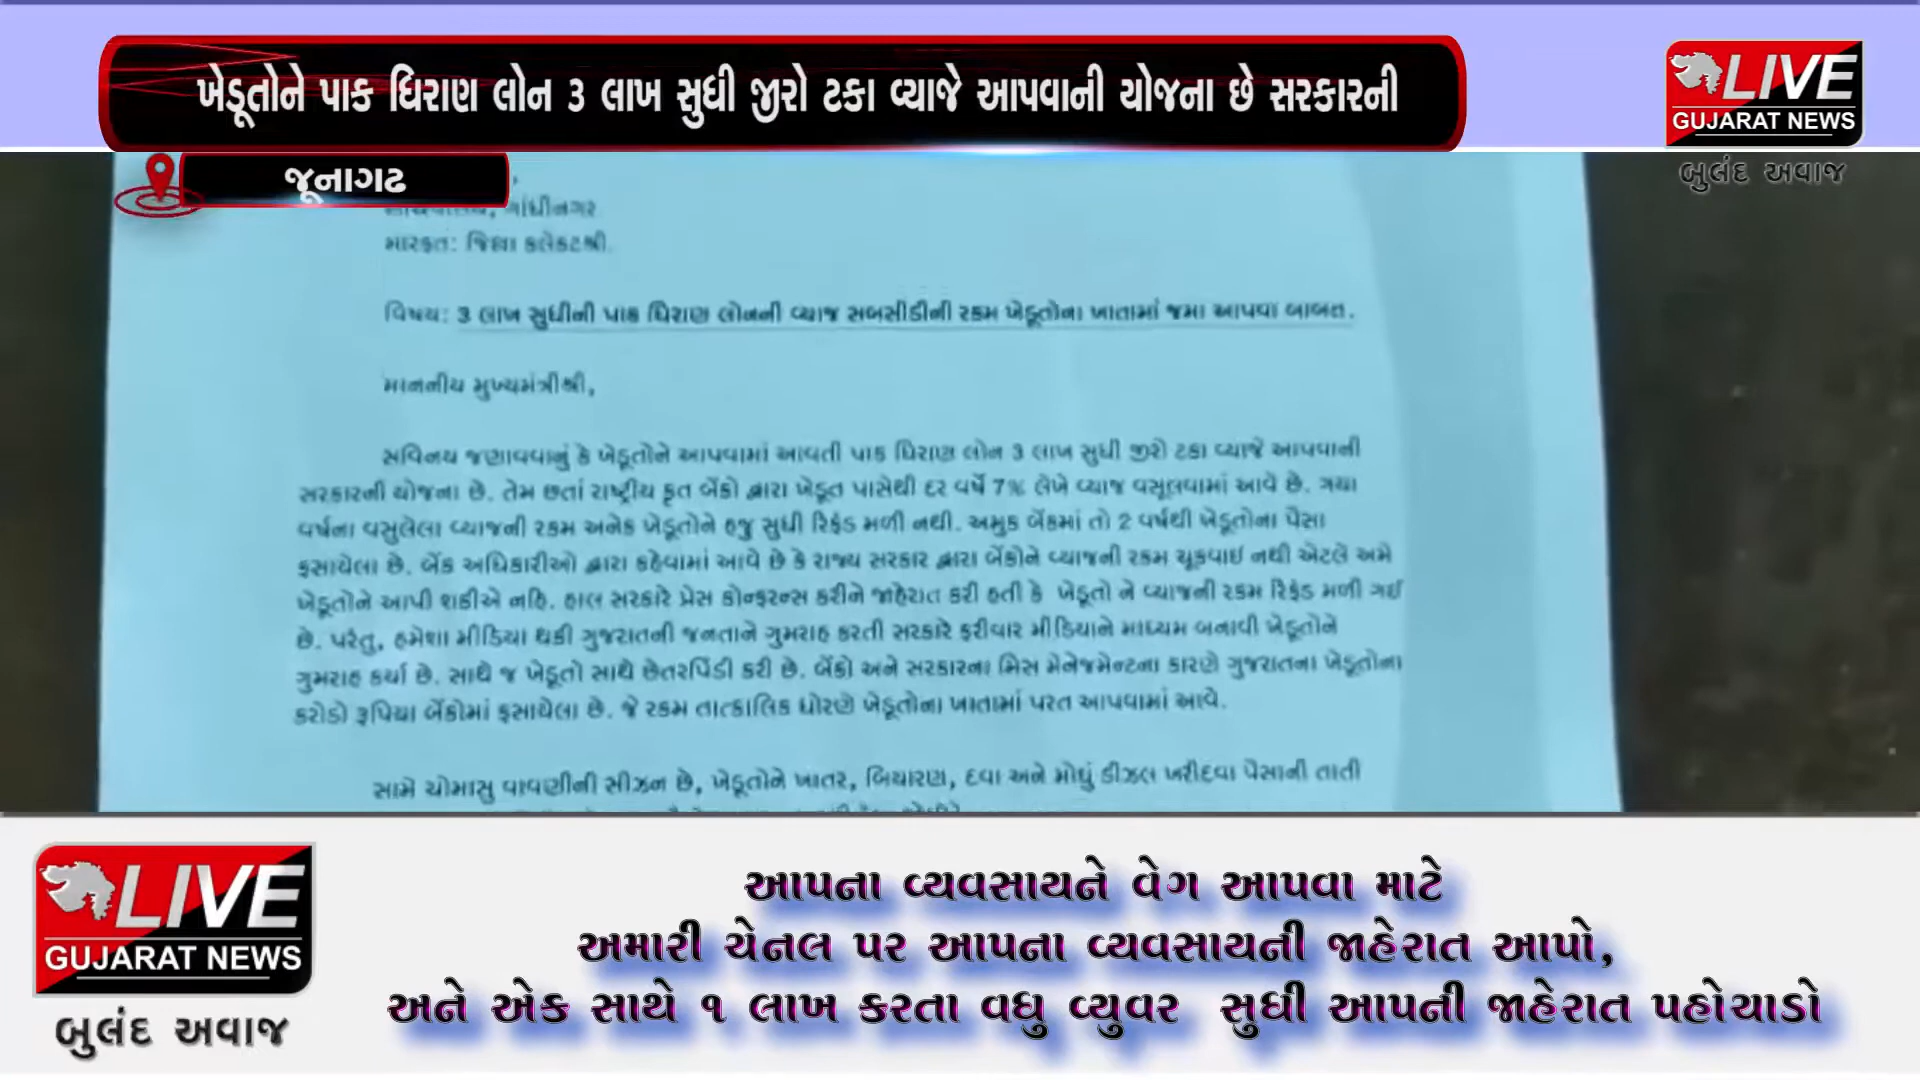 ખેડૂતોને પાક ધિરાણ લોન 3 લાખ સુધી જીરો ટકા વ્યાજે આપવાની યોજના છે સરકારની
LIVE
GUJARAT NEWS
બુલંદ અવાજ
જૂનાગઢ
ગાંધીનગર
મારફત: જિલ્લા કલેકટશ્રી.
વિષય: 3 લાખ સુધીની પાક ધિરાણ લોનની વ્યાજ સબસીડીની રકમ ખેડૂતોના ખાતામાં જમા આપવા બાબત.
માનનીય મુખ્યમંત્રીશ્રી,
સવિનય જણાવવાનું કે ખેડૂતોને આપવામાં આવતી પાક ધિરાણ લોન 3 લાખ સુધી જીરો ટકા વ્યાજે આપવાની
સરકારની યોજના છે. તેમ છતાં રાષ્ટ્રીય કૃત બેંકો દ્વારા ખેડૂત પાસેથી દર વર્ષે 7% લેખે વ્યાજ વસૂલવામાં આવે છે. ગયા
વર્ષના વસુલેલા વ્યાજની રકમ અનેક ખેડૂતોને હજુ સુધી રિફંડ મળી નથી. અમુક બેંકમાં તો 2 વર્ષથી ખેડૂતોના પૈસા
ફસાયેલા છે. બેંક અધિકારીઓ દ્વારા કહેવામાં આવે છે કે રાજ્ય સરકાર દ્વારા બેંકોને વ્યાજની રકમ ચૂકવાઇ નથી એટલે અમે
ખેડૂતોને આપી શકીએ નહિ. હાલ સરકારે પ્રેસ કોન્ફરન્સ કરીને જાહેરાત કરી હતી કે ખેડૂતો ને વ્યાજની રકમ રિફંડ મળી ગઈ
છે. પરંતુ, હમેશા મીડિયા થકી ગુજરાતની જનતાને ગુમરાહ કરતી સરકારે ફરીવાર મીડિયાને માધ્યમ બનાવી ખેડૂતોને
ગુમરાહ કર્યા છે. સાથે જ ખેડૂતો સાથે છેતરપિંડી કરી છે. બેંકો અને સરકારના મિસ મેનેજમેન્ટના કારણે ગુજરાતના ખેડૂતોના
કરોડો રૂપિયા બેંકોમાં ફસાયેલા છે. જે રકમ તાત્કાલિક ધોરણે ખેડૂતોના ખાતામાં પરત આપવામાં આવે.
સામે ચોમાસુ વાવણીની સીઝન છે, ખેડૂતોને ખાતર, બિયારણ, દવા અને મોઘું ડીઝલ ખરીદવા પૈસાની તાતી
LIVE
GUJARAT NEWS
બુલંદ અવાજ
આપના વ્યવસાયને વેગ આપવા માટે
અમારી ચેનલ પર આપના વ્યવસાયની જાહેરાત આપો,
અને એક સાથે ૧ લાખ કરતા વધુ વ્યુવર સુધી આપની જાહેરાત પહોચાડો